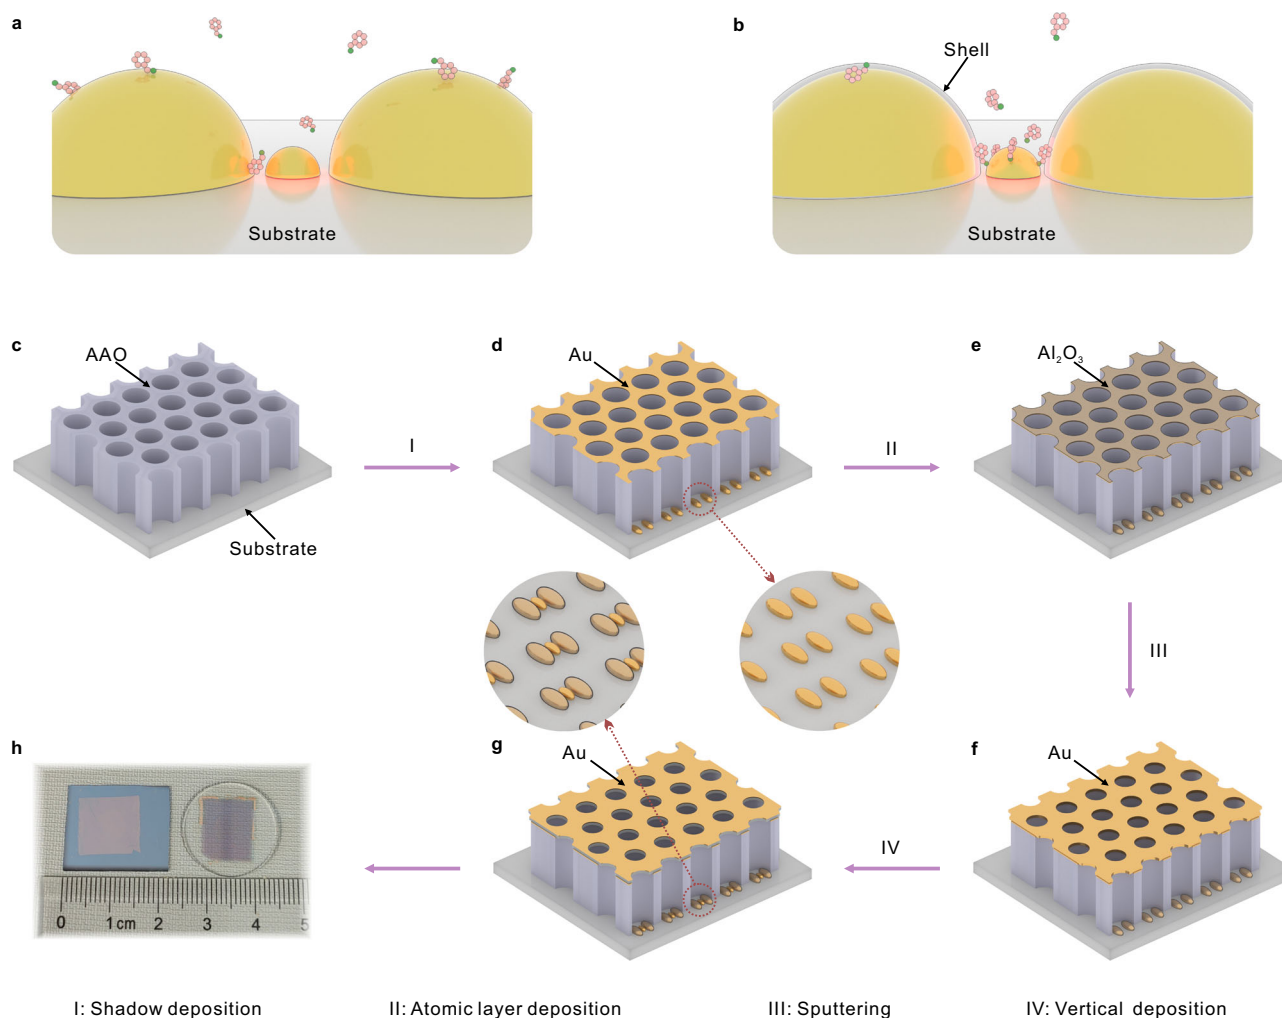 a
b
Shell
Substrate
Substrate
c
AAO
Substrate
I
d
Au
II
e
Al₂O₃
III
h
0 1cm 2 3 4 5
g
Au
IV
f
Au
I: Shadow deposition
II: Atomic layer deposition
III: Sputtering
IV: Vertical deposition